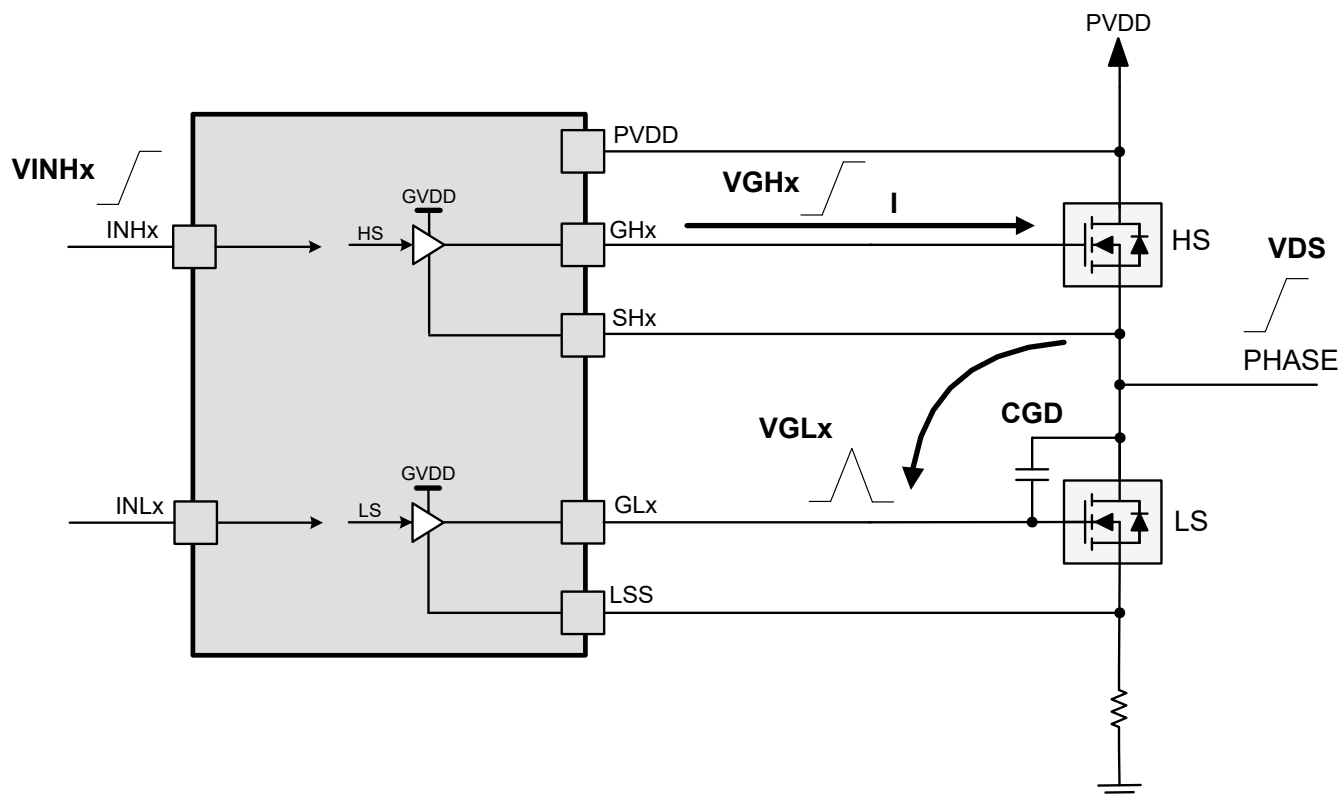 PVDD
PVDD
VINHx
VGHx
I
GVDD
INHx
HS
GHx
HS
VDS
SHx
PHASE
CGD
VGLx
GVDD
INLx
LS
GLx
LS
LSS